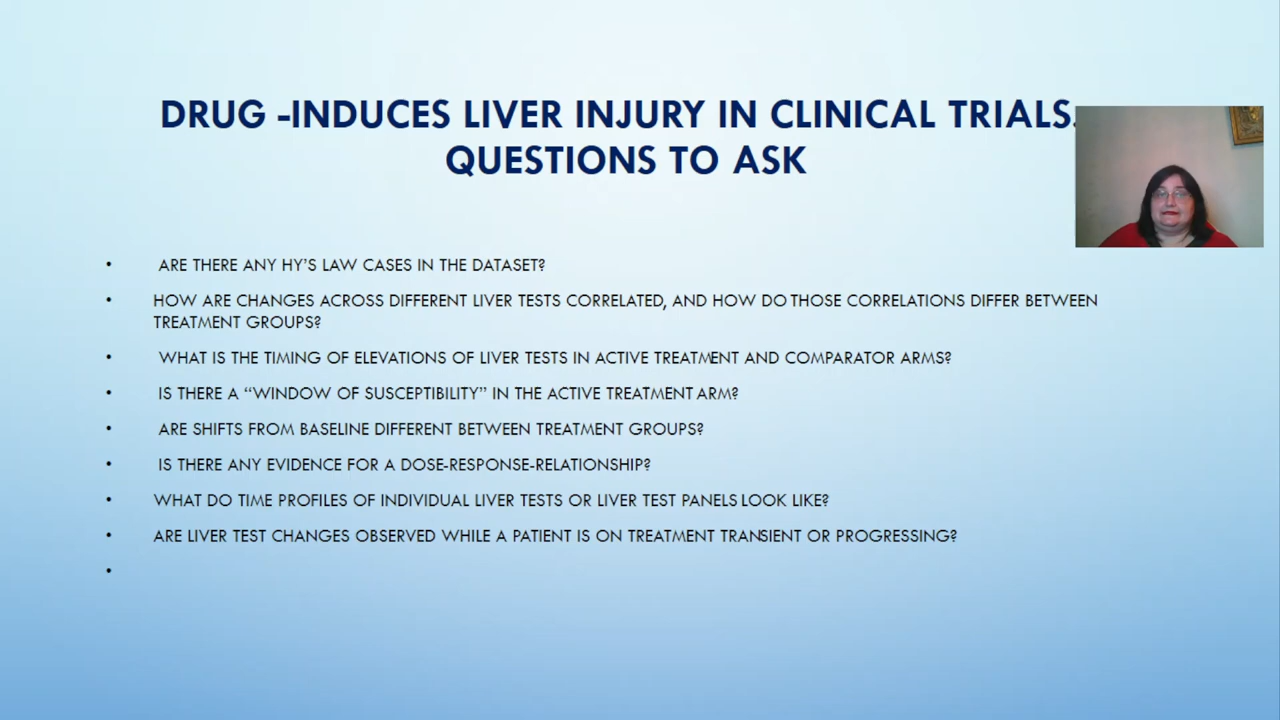 DRUG -INDUCES LIVER INJURY IN CLINICAL TRIALS.
QUESTIONS TO ASK
• ARE THERE ANY HY’S LAW CASES IN THE DATASET?
• HOW ARE CHANGES ACROSS DIFFERENT LIVER TESTS CORRELATED, AND HOW DO THOSE CORRELATIONS DIFFER BETWEEN
TREATMENT GROUPS?
• WHAT IS THE TIMING OF ELEVATIONS OF LIVER TESTS IN ACTIVE TREATMENT AND COMPARATOR ARMS?
• IS THERE A “WINDOW OF SUSCEPTIBILITY” IN THE ACTIVE TREATMENT ARM?
• ARE SHIFTS FROM BASELINE DIFFERENT BETWEEN TREATMENT GROUPS?
• IS THERE ANY EVIDENCE FOR A DOSE-RESPONSE-RELATIONSHIP?
• WHAT DO TIME PROFILES OF INDIVIDUAL LIVER TESTS OR LIVER TEST PANELS LOOK LIKE?
• ARE LIVER TEST CHANGES OBSERVED WHILE A PATIENT IS ON TREATMENT TRANSIENT OR PROGRESSING?
•